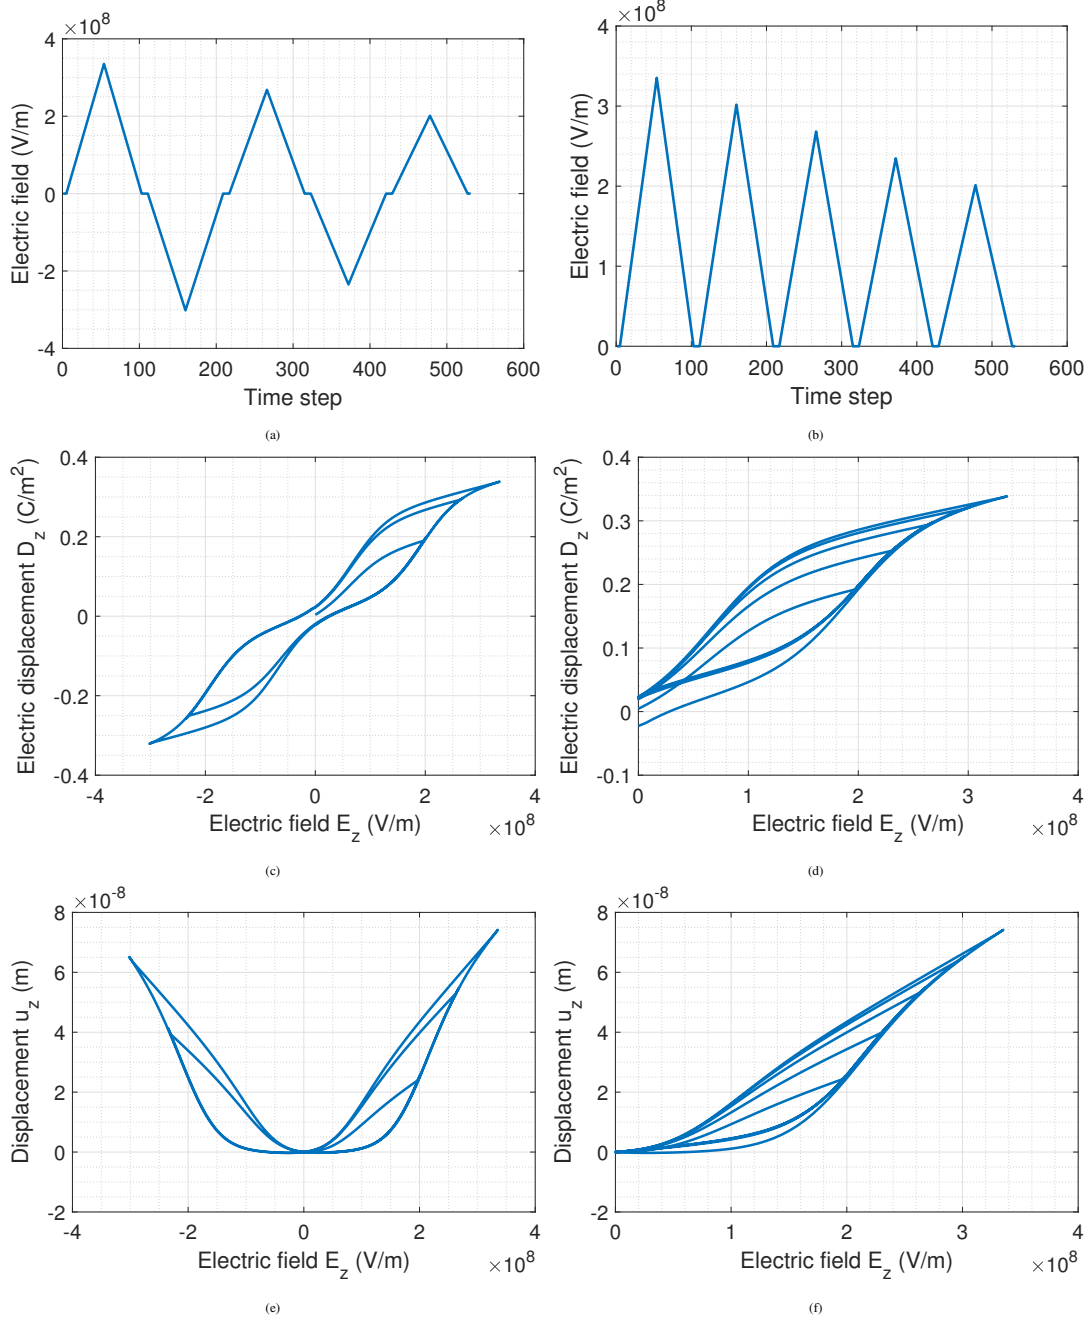 ×10^8
4
2
0
-2
-4
Electric field (V/m)
0 100 200 300 400 500 600
Time step
(a)
×10^8
4
3
2
1
0
Electric field (V/m)
0 100 200 300 400 500 600
Time step
(b)
0.4
0.2
0
-0.2
-0.4
Electric displacement D_z (C/m^2)
-4 -2 0 2 4
Electric field E_z (V/m) ×10^8
(c)
0.4
0.3
0.2
0.1
0
-0.1
Electric displacement D_z (C/m^2)
0 1 2 3 4
Electric field E_z (V/m) ×10^8
(d)
×10^-8
8
6
4
2
0
-2
Displacement u_z (m)
-4 -2 0 2 4
Electric field E_z (V/m) ×10^8
(e)
×10^-8
8
6
4
2
0
-2
Displacement u_z (m)
0 1 2 3 4
Electric field E_z (V/m) ×10^8
(f)